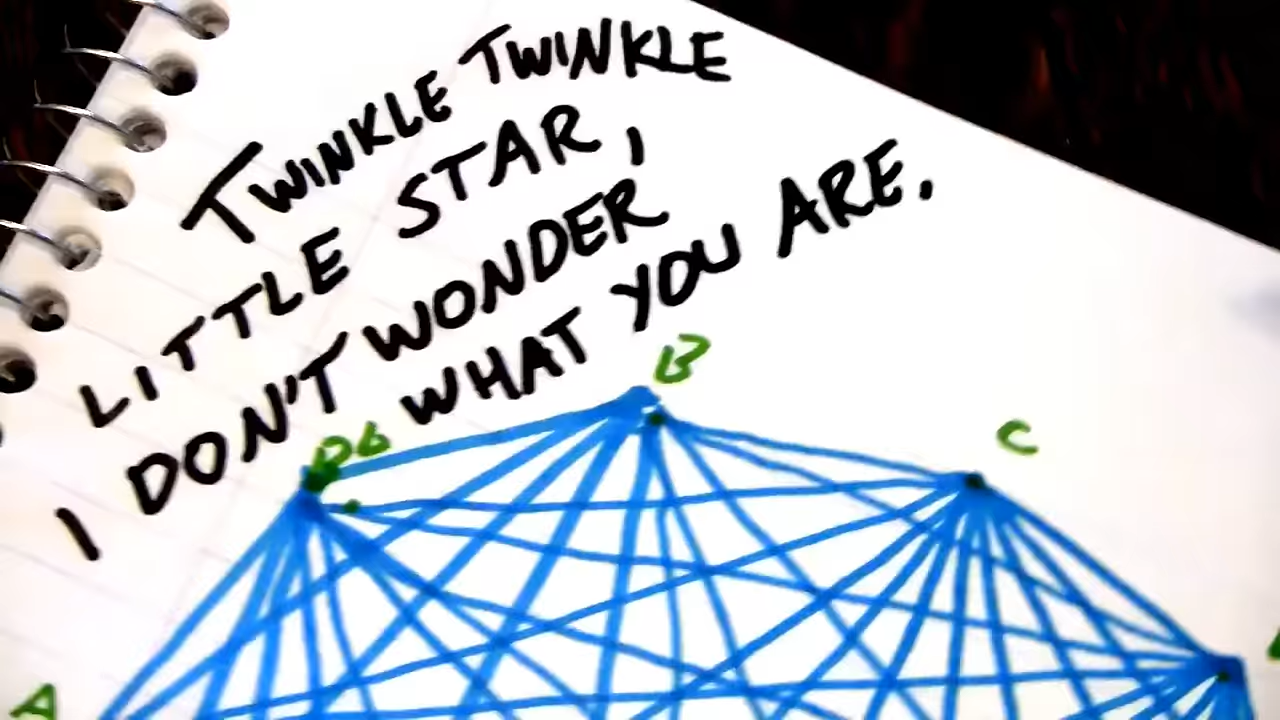 TWINKLE TWINKLE
LITTLE STAR,
I DON'T WONDER
WHAT YOU ARE.
B
C
A